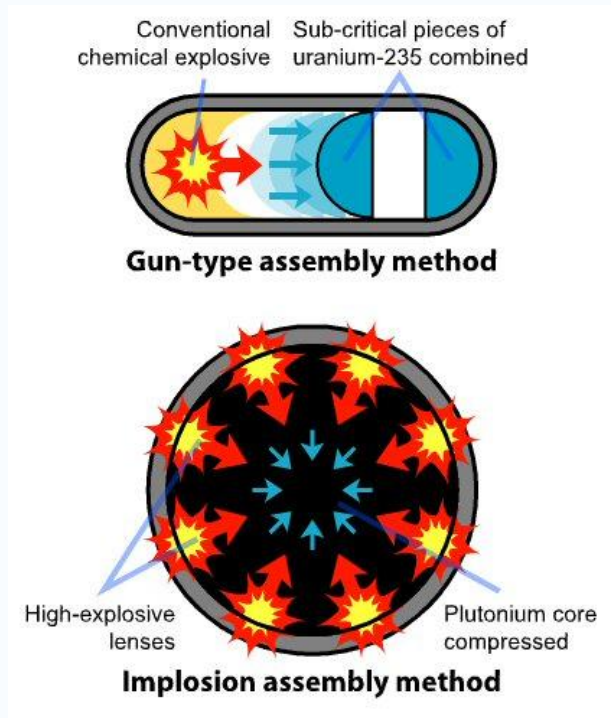 Conventional
chemical explosive
Sub-critical pieces of
uranium-235 combined
Gun-type assembly method
High-explosive
lenses
Plutonium core
compressed
Implosion assembly method